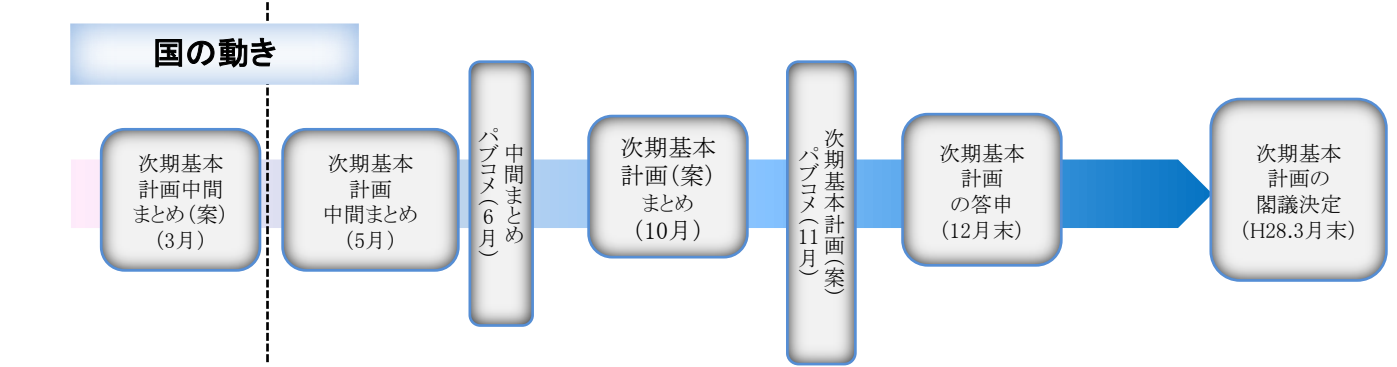 国の動き
次期基本
計画中間
まとめ(案)
(3月)
次期基本
計画
中間まとめ
(5月)
中間まとめ
パブコメ(6月)
次期基本
計画(案)
まとめ
(10月)
次期基本計画(案)
パブコメ(11月)
次期基本
計画
の答申
(12月末)
次期基本
計画の
閣議決定
(H28.3月末)